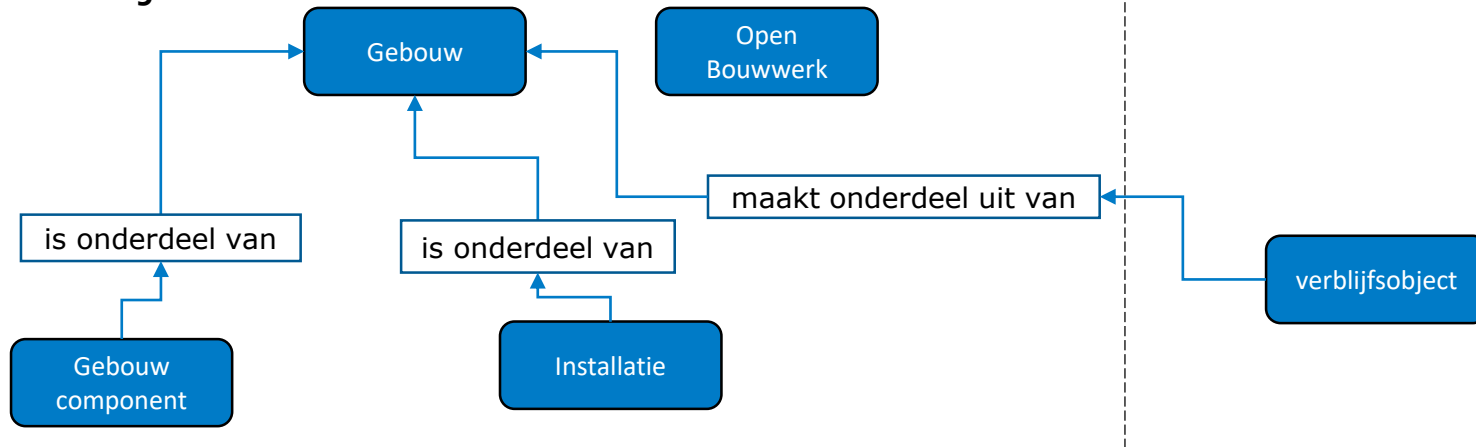 Gebouw
Open
Bouwwerk
maakt onderdeel uit van
is onderdeel van
is onderdeel van
verblijfsobject
Gebouw
component
Installatie